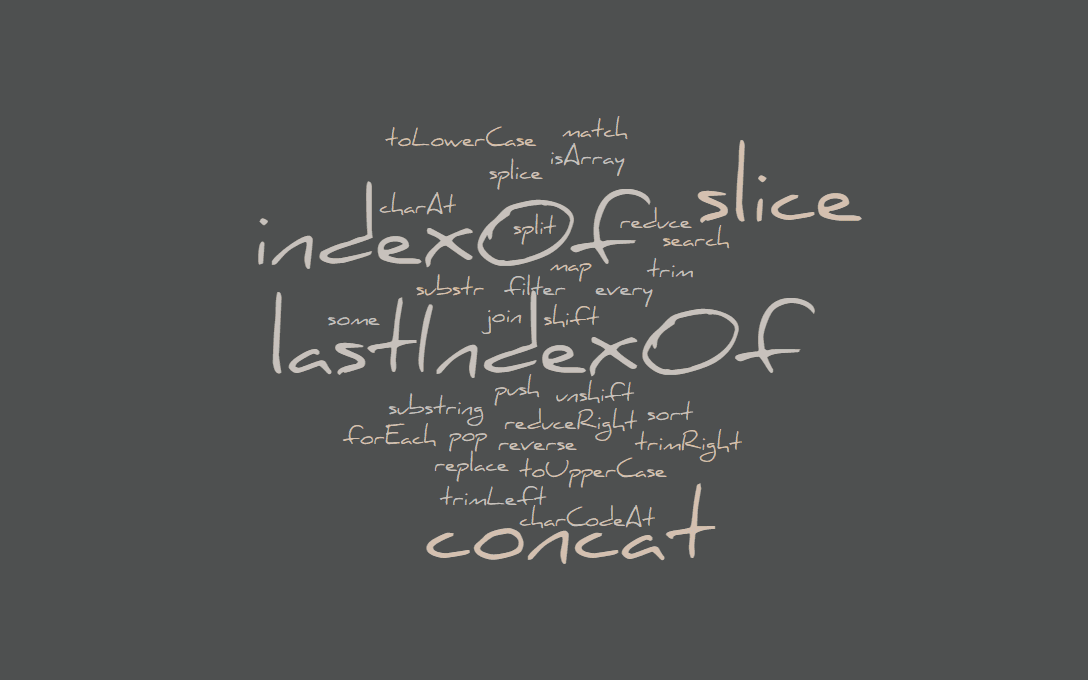 toLowerCase match
isArray
splice
slice
charAt
indexOf
split
reduce
search
map trim
substr filter every
some join shift
lastIndexOf
push unshift
substring reduceRight sort
forEach pop reverse trimRight
replace toUpperCase
trimLeft
charCodeAt
concat